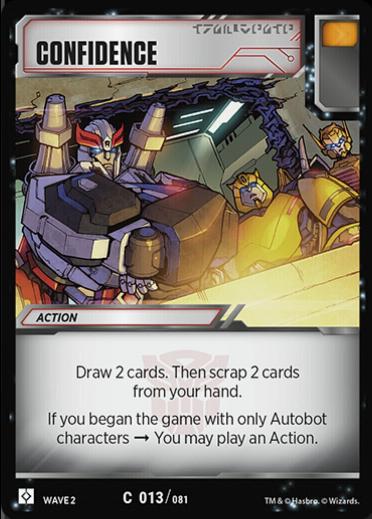 CONFIDENCE
ACTION
Draw 2 cards. Then scrap 2 cards
from your hand.
If you began the game with only Autobot
characters → You may play an Action.
WAVE 2
C 013/081
TM & © Hasbro. © Wizards.